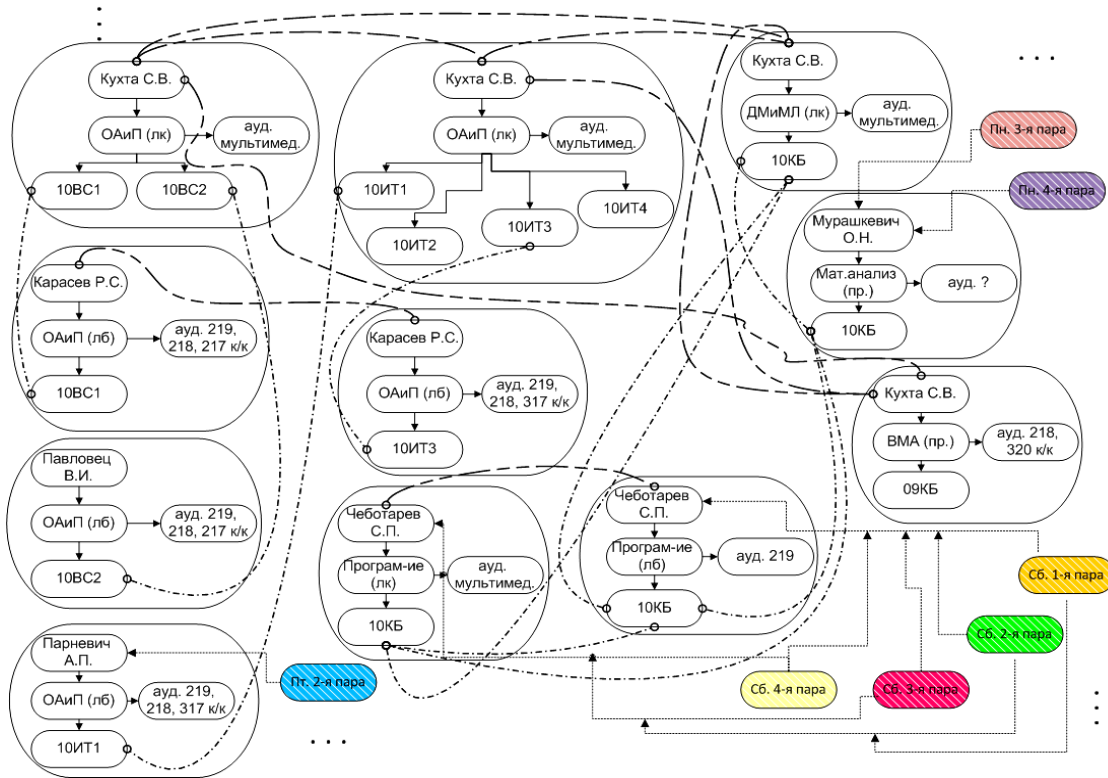 Кухта С.В.
ОАиП (лк)
ауд.
мультимед.
10ВС1
10ВС2
Кухта С.В.
ОАиП (лк)
ауд.
мультимед.
10ИТ1
10ИТ2
10ИТ3
10ИТ4
Кухта С.В.
ДМиМЛ (лк)
ауд.
мультимед.
10КБ
Пн. 3-я пара
Пн. 4-я пара
Мурашкевич
О.Н.
Мат.анализ
(пр.)
ауд. ?
10КБ
Карасев Р.С.
ОАиП (лб)
ауд. 219,
218, 217 к/к
10ВС1
Карасев Р.С.
ОАиП (лб)
ауд. 219,
218, 317 к/к
10ИТ3
Кухта С.В.
ВМА (пр.)
ауд. 218,
320 к/к
09КБ
Павловец
В.И.
ОАиП (лб)
ауд. 219,
218, 217 к/к
10ВС2
Чеботарев
С.П.
Програм-ие
(лк)
ауд.
мультимед.
10КБ
Чеботарев
С.П.
Програм-ие
(лб)
ауд. 219
10КБ
Сб. 1-я пара
Сб. 2-я пара
Сб. 3-я пара
Сб. 4-я пара
Парневич
А.П.
ОАиП (лб)
ауд. 219,
218, 317 к/к
10ИТ1
Пт. 2-я пара